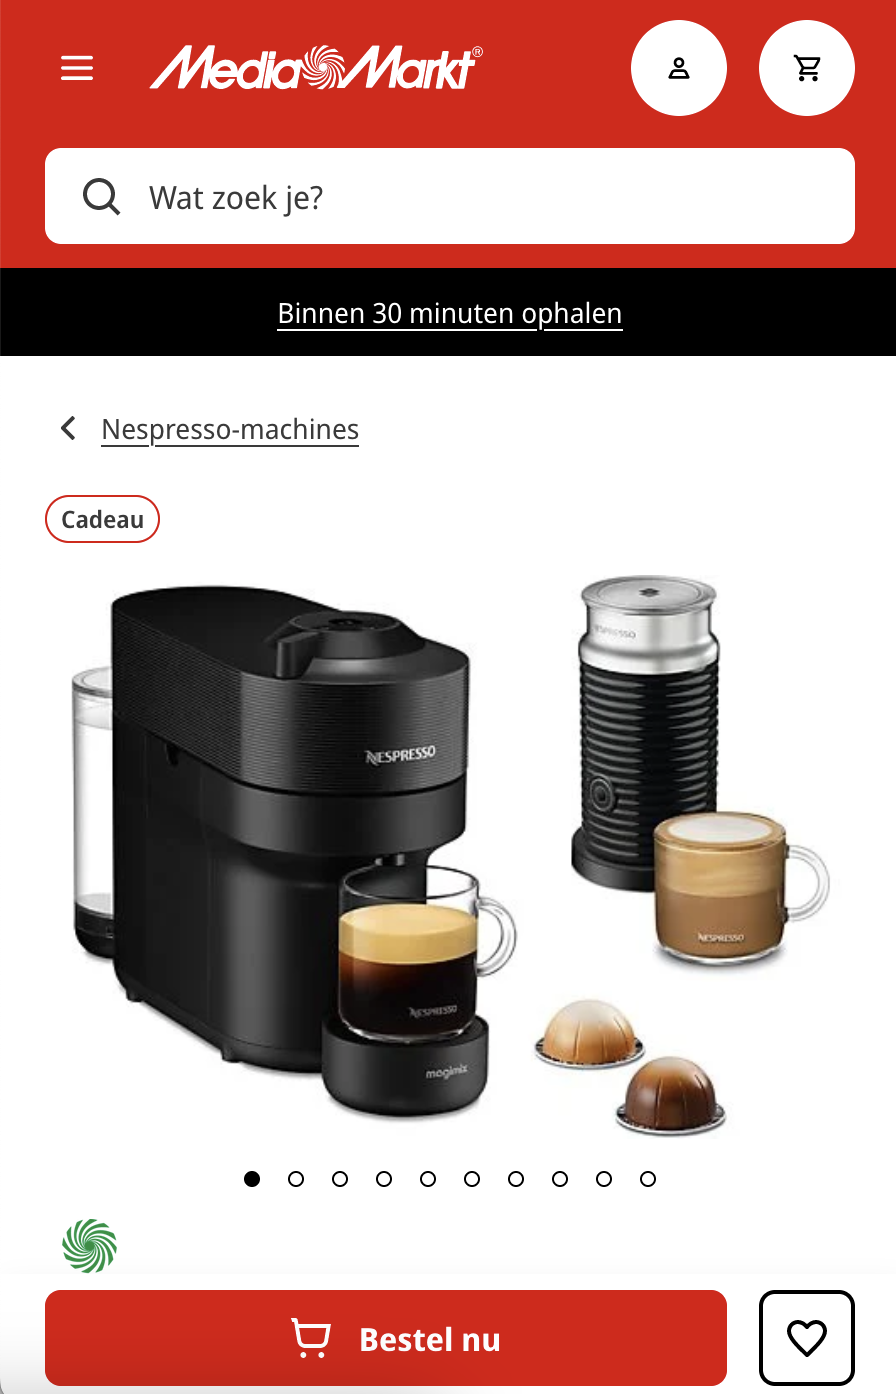 MediaMarkt®
Wat zoek je?
Binnen 30 minuten ophalen
Nespresso-machines
Cadeau
NESPRESSO
NESPRESSO
NESPRESSO
NESPRESSO
magimix
Bestel nu